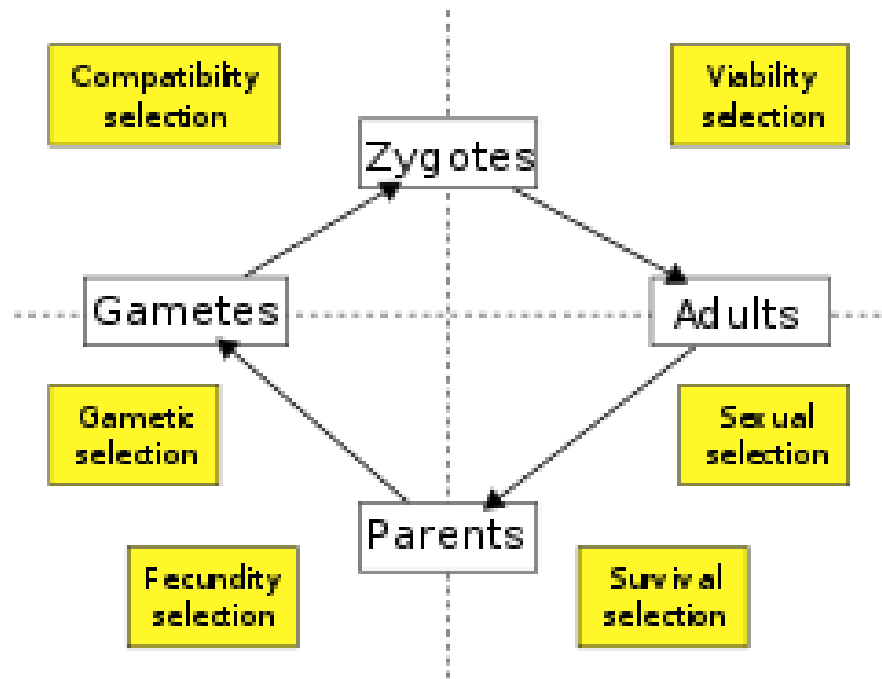 Compatibility
selection
Viability
selection
Zygotes
Gametes
Adults
Gametic
selection
Sexual
selection
Parents
Fecundity
selection
Survival
selection